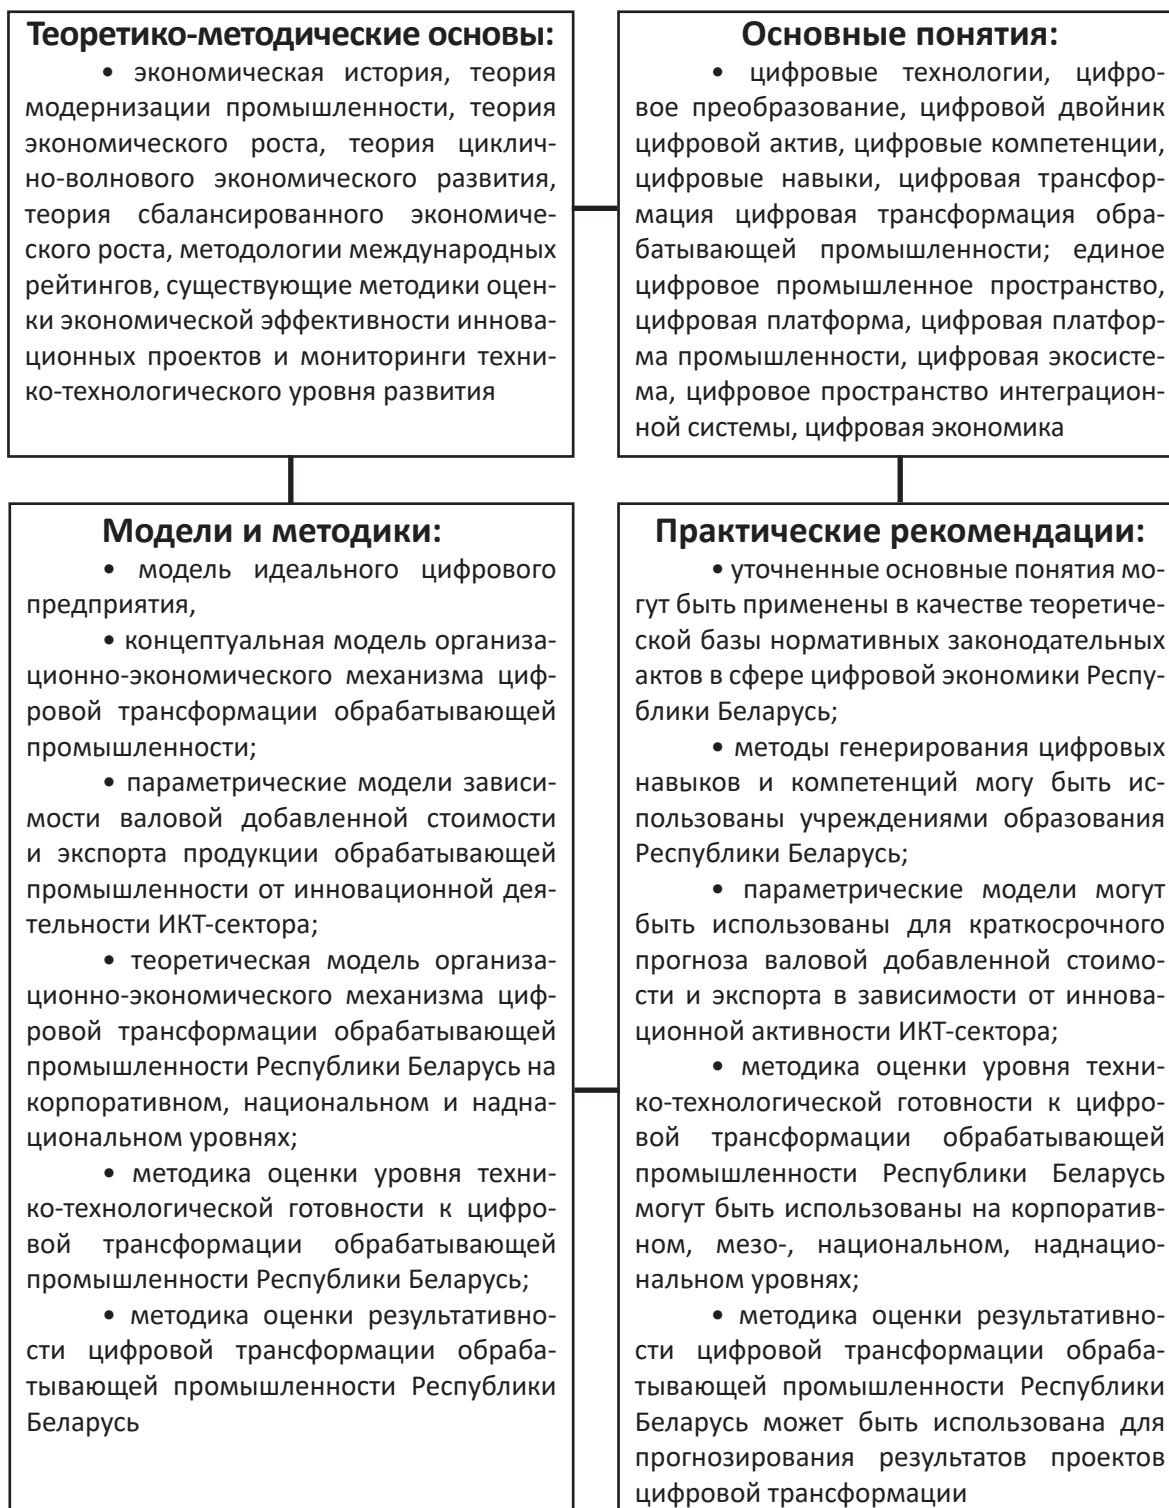 Теоретико-методические основы:
• экономическая история, теория
модернизации промышленности, теория
экономического роста, теория циклич-
но-волнового экономического развития,
теория сбалансированного экономиче-
ского роста, методологии международных
рейтингов, существующие методики оцен-
ки экономической эффективности иннова-
ционных проектов и мониторинги техни-
ко-технологического уровня развития
Основные понятия:
• цифровые технологии, цифро-
вое преобразование, цифровой двойник
цифровой актив, цифровые компетенции,
цифровые навыки, цифровая трансфор-
мация цифровая трансформация обра-
батывающей промышленности; единое
цифровое промышленное пространство,
цифровая платформа, цифровая платфор-
ма промышленности, цифровая экосисте-
ма, цифровое пространство интеграцион-
ной системы, цифровая экономика
Модели и методики:
• модель идеального цифрового
предприятия,
• концептуальная модель организа-
ционно-экономического механизма циф-
ровой трансформации обрабатывающей
промышленности;
• параметрические модели зависи-
мости валовой добавленной стоимости
и экспорта продукции обрабатывающей
промышленности от инновационной дея-
тельности ИКТ-сектора;
• теоретическая модель организа-
ционно-экономического механизма циф-
ровой трансформации обрабатывающей
промышленности Республики Беларусь на
корпоративном, национальном и надна-
циональном уровнях;
• методика оценки уровня техни-
ко-технологической готовности к цифро-
вой трансформации обрабатывающей
промышленности Республики Беларусь;
• методика оценки результативно-
сти цифровой трансформации обраба-
тывающей промышленности Республики
Беларусь
Практические рекомендации:
• уточненные основные понятия мо-
гут быть применены в качестве теоретиче-
ской базы нормативных законодательных
актов в сфере цифровой экономики Респу-
блики Беларусь;
• методы генерирования цифровых
навыков и компетенций могу быть ис-
пользованы учреждениями образования
Республики Беларусь;
• параметрические модели могут
быть использованы для краткосрочного
прогноза валовой добавленной стоимо-
сти и экспорта в зависимости от иннова-
ционной активности ИКТ-сектора;
• методика оценки уровня техни-
ко-технологической готовности к цифро-
вой трансформации обрабатывающей
промышленности Республики Беларусь
могут быть использованы на корпоратив-
ном, мезо-, национальном, наднацио-
нальном уровнях;
• методика оценки результативно-
сти цифровой трансформации обраба-
тывающей промышленности Республики
Беларусь может быть использована для
прогнозирования результатов проектов
цифровой трансформации